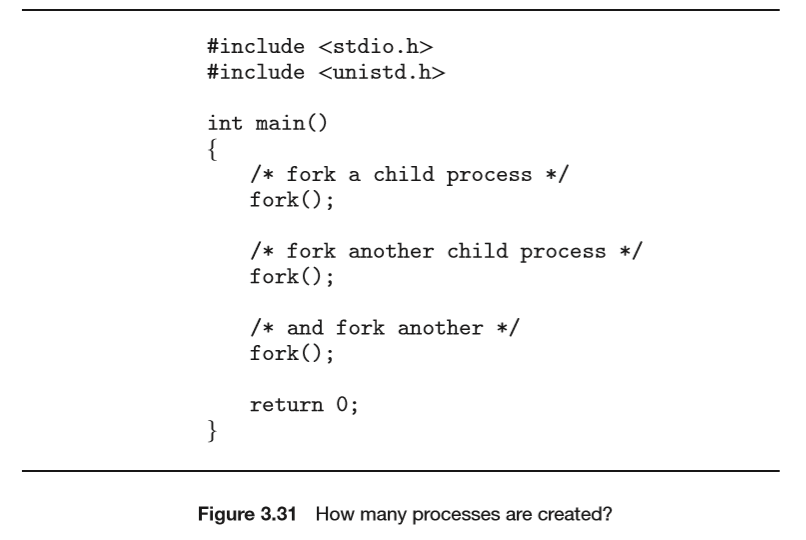 #include <stdio.h>
#include <unistd.h>
int main()
{
/* fork a child process */
fork();
/* fork another child process */
fork();
/* and fork another */
fork();
return 0;
}
Figure 3.31 How many processes are created?